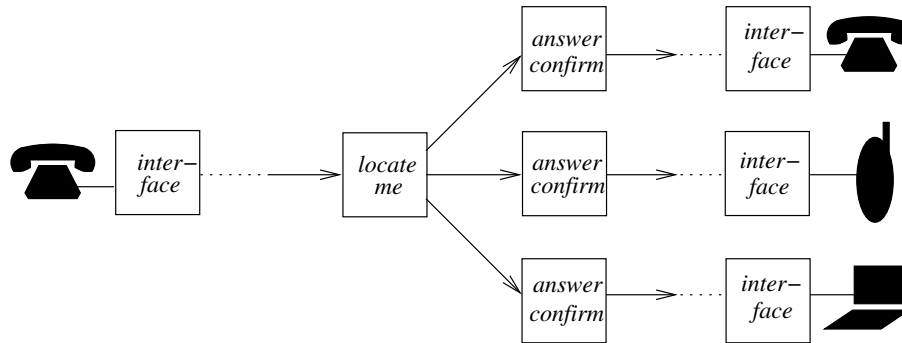 answer
confirm
inter−
face
inter−
face
locate
me
answer
confirm
inter−
face
answer
confirm
inter−
face